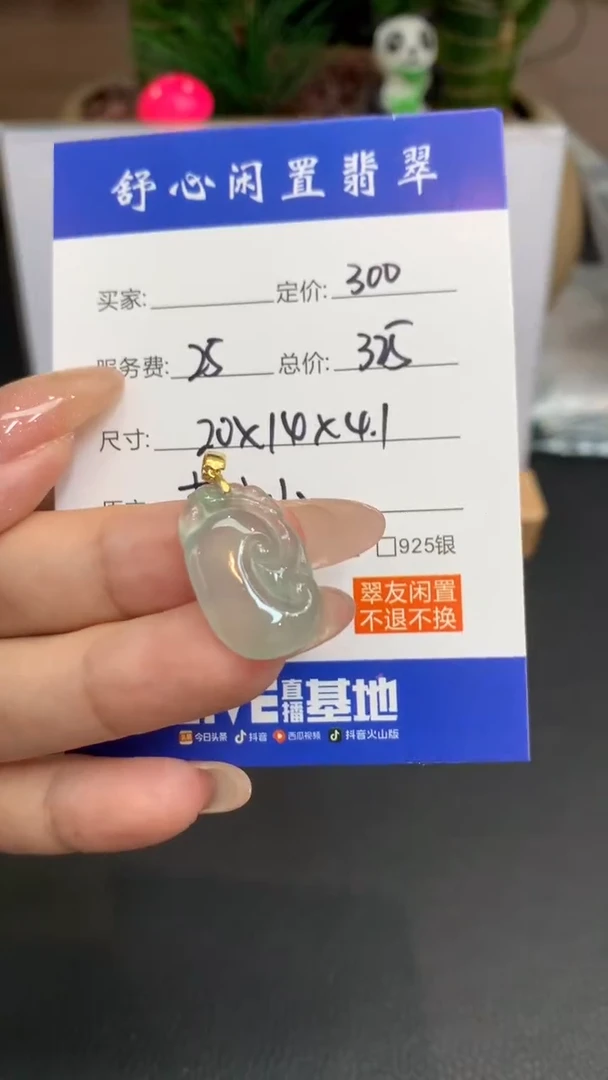 舒心闲置翡翠
买家: 定价: 300
服务费: 25 总价: 325
尺寸: 20×14×4.1
925银
翠友闲置
不退不换
直播基地
今日头条 抖音 西瓜视频 抖音火山版